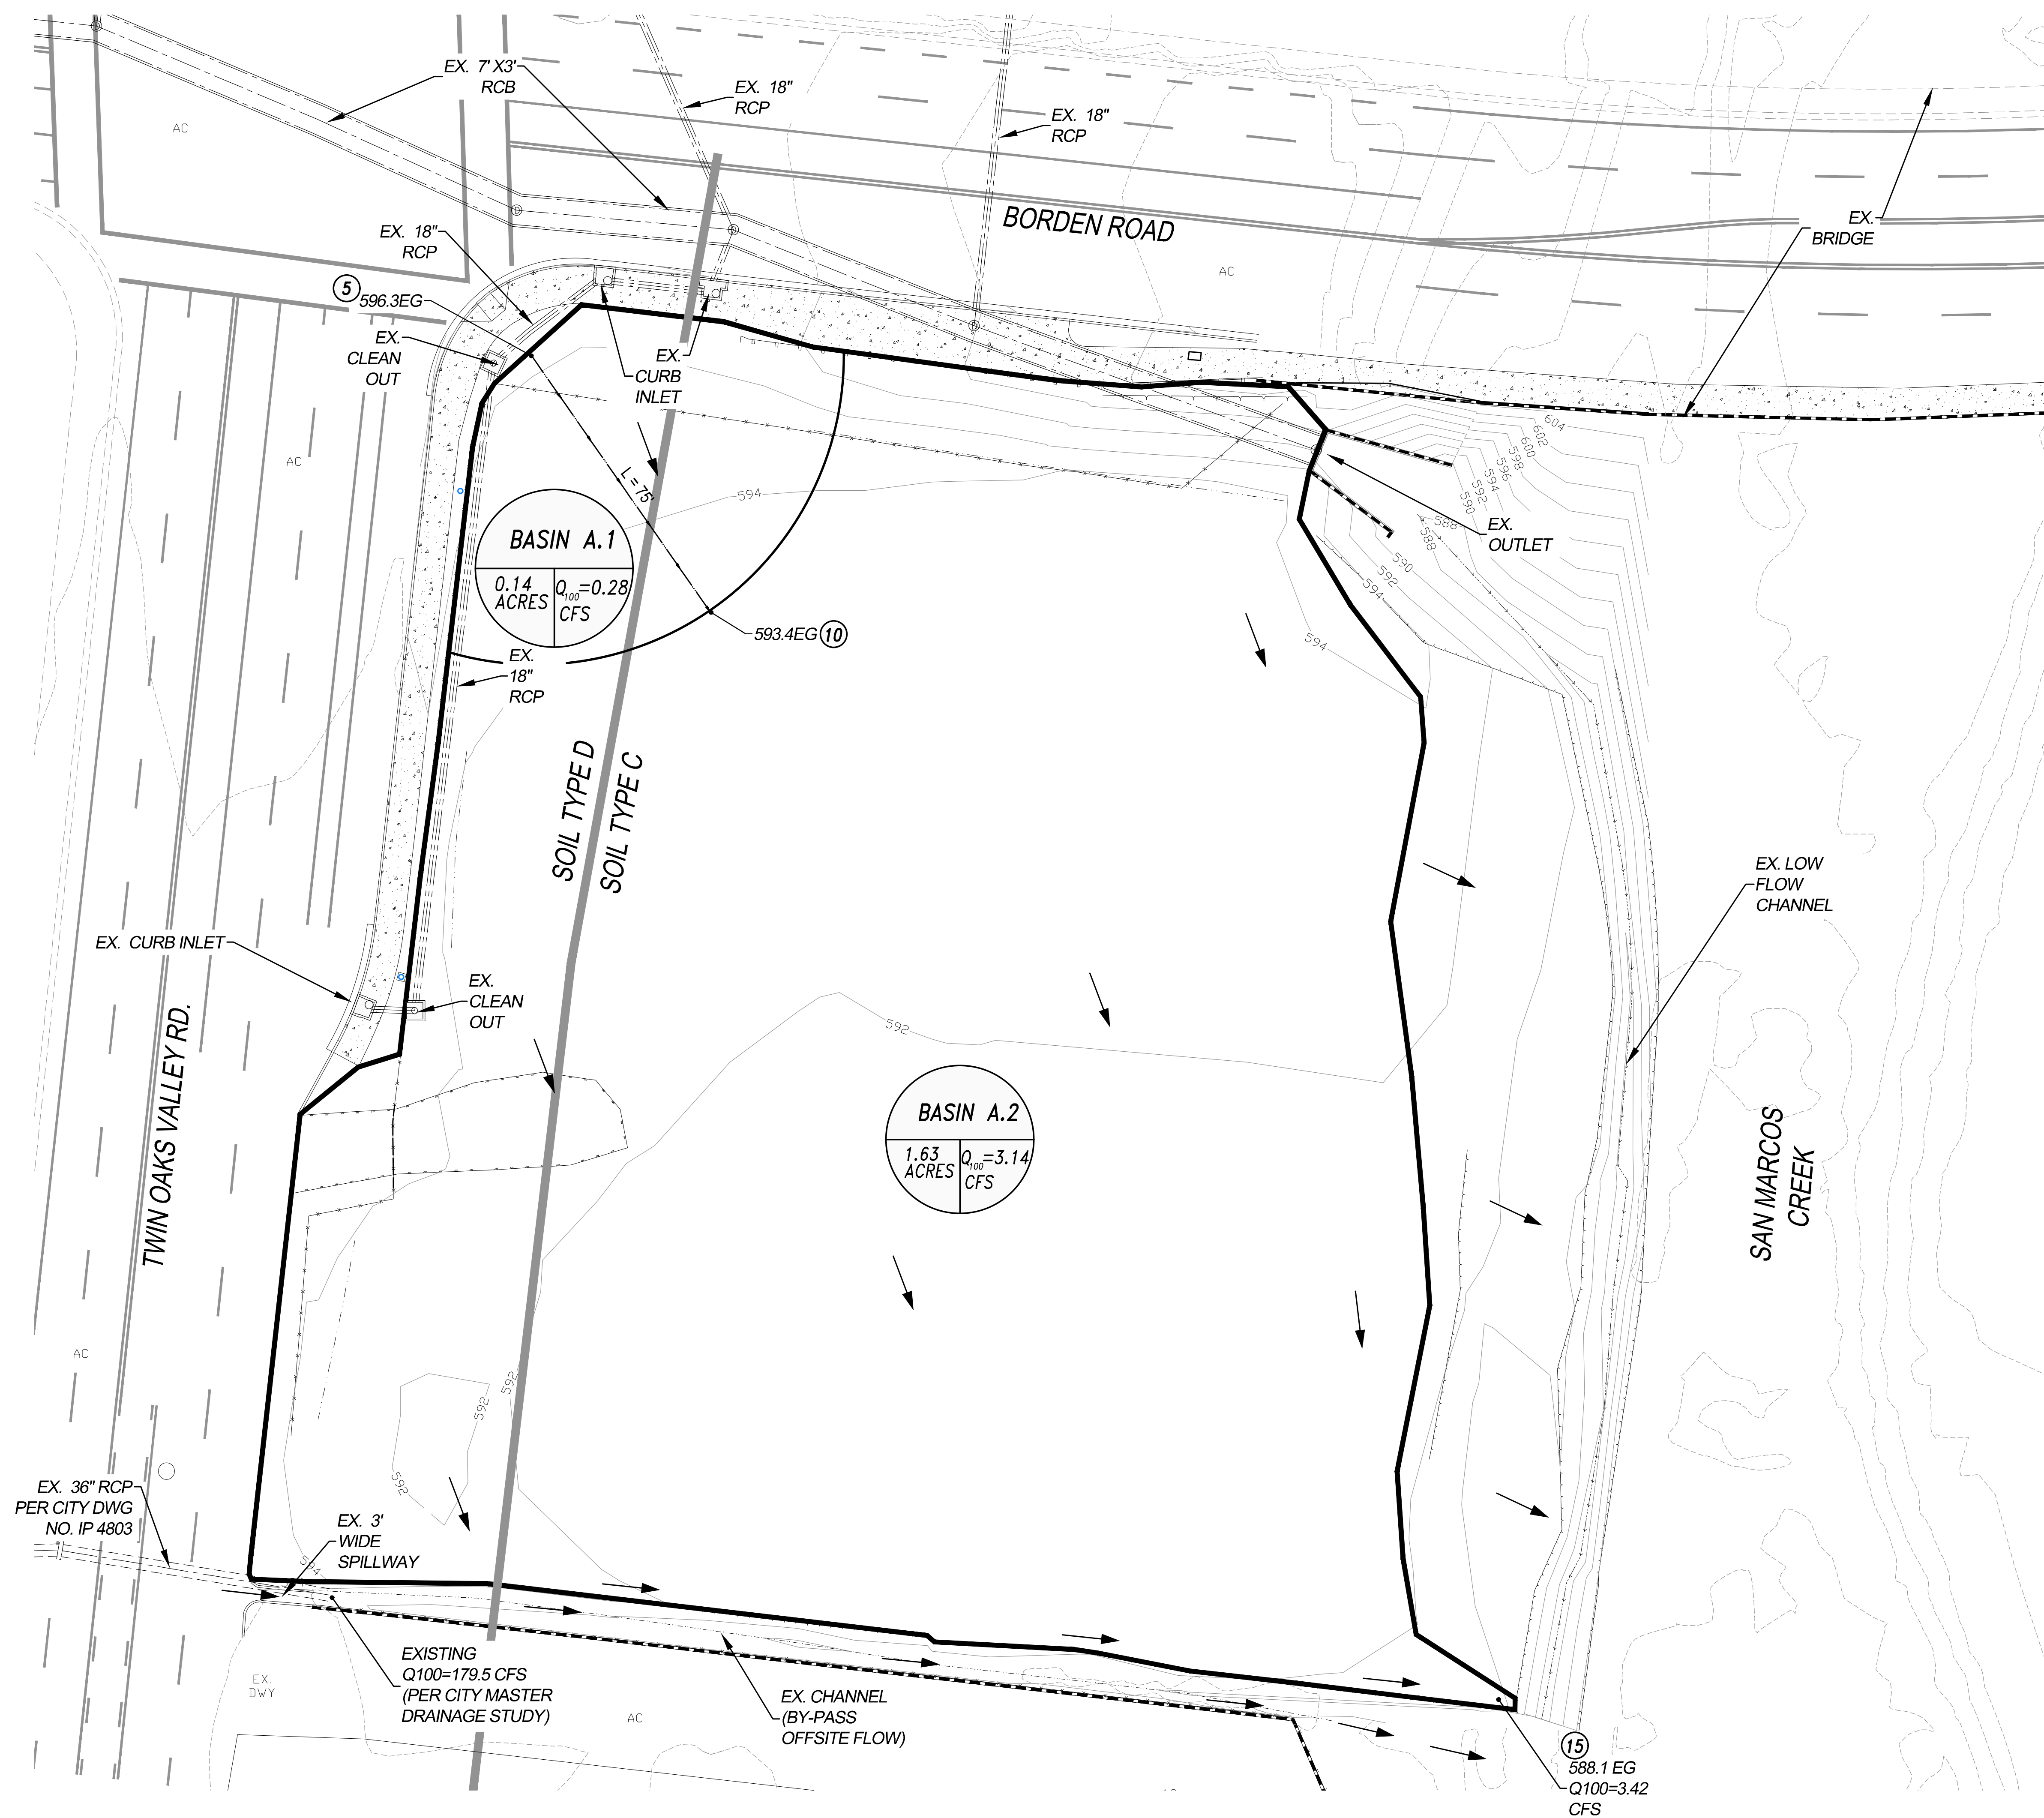 EX. 7' X3'
RCB
EX. 18"
RCP
EX. 18"
RCP
AC
BORDEN ROAD
EX.
BRIDGE
EX. 18"
RCP
AC
5
596.3EG
EX.
CLEAN
OUT
EX.
CURB
INLET
604
602
600
598
596
594
592
590
588
588
590
592
594
AC
L = 75'
594
EX.
OUTLET
BASIN A.1
0.14
ACRES
Q100=0.28
CFS
593.4EG
10
594
EX.
18"
RCP
SOIL TYPE D
SOIL TYPE C
EX. LOW
FLOW
CHANNEL
EX. CURB INLET
EX.
CLEAN
OUT
592
TWIN OAKS VALLEY RD.
BASIN A.2
1.63
ACRES
Q100=3.14
CFS
SAN MARCOS
CREEK
AC
592
592
592
EX. 36" RCP
PER CITY DWG
NO. IP 4803
EX. 3'
WIDE
SPILLWAY
594
EXISTING
Q100=179.5 CFS
(PER CITY MASTER
DRAINAGE STUDY)
EX.
DWY
AC
EX. CHANNEL
(BY-PASS
OFFSITE FLOW)
15
588.1 EG
Q100=3.42
CFS